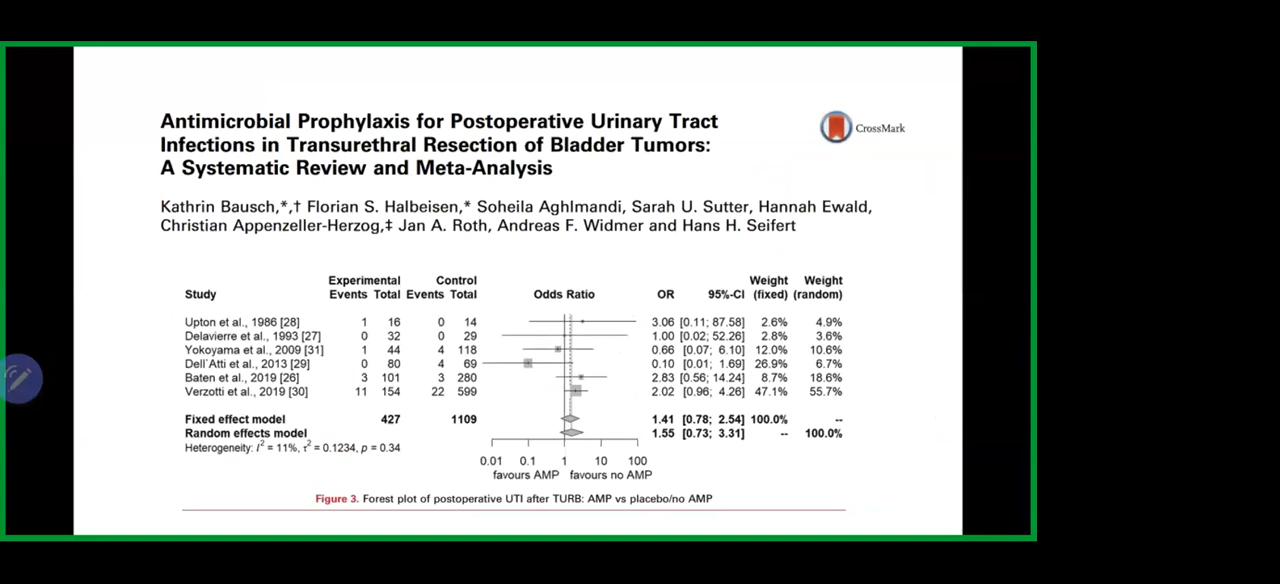 Antimicrobial Prophylaxis for Postoperative Urinary Tract
Infections in Transurethral Resection of Bladder Tumors:
A Systematic Review and Meta-Analysis
CrossMark
Kathrin Bausch,*,† Florian S. Halbeisen,* Soheila Aghlmandi, Sarah U. Sutter, Hannah Ewald,
Christian Appenzeller-Herzog,‡ Jan A. Roth, Andreas F. Widmer and Hans H. Seifert
Experimental Control Weight Weight
Study Events Total Events Total Odds Ratio OR 95%-CI (fixed) (random)
Upton et al., 1986 [28] 1 16 0 14 3.06 [0.11; 87.58] 2.6% 4.9%
Delavierre et al., 1993 [27] 0 32 0 29 1.00 [0.02; 52.26] 2.8% 3.6%
Yokoyama et al., 2009 [31] 1 44 4 118 0.66 [0.07; 6.10] 12.0% 10.6%
Dell'Atti et al., 2013 [29] 0 80 4 69 0.10 [0.01; 1.69] 26.9% 6.7%
Baten et al., 2019 [26] 3 101 3 280 2.83 [0.56; 14.24] 8.7% 18.6%
Verzotti et al., 2019 [30] 11 154 22 599 2.02 [0.96; 4.26] 47.1% 55.7%
Fixed effect model 427 1109 1.41 [0.78; 2.54] 100.0% --
Random effects model 1.55 [0.73; 3.31] -- 100.0%
Heterogeneity: I² = 11%, τ² = 0.1234, p = 0.34
0.01 0.1 1 10 100
favours AMP favours no AMP
Figure 3. Forest plot of postoperative UTI after TURB: AMP vs placebo/no AMP